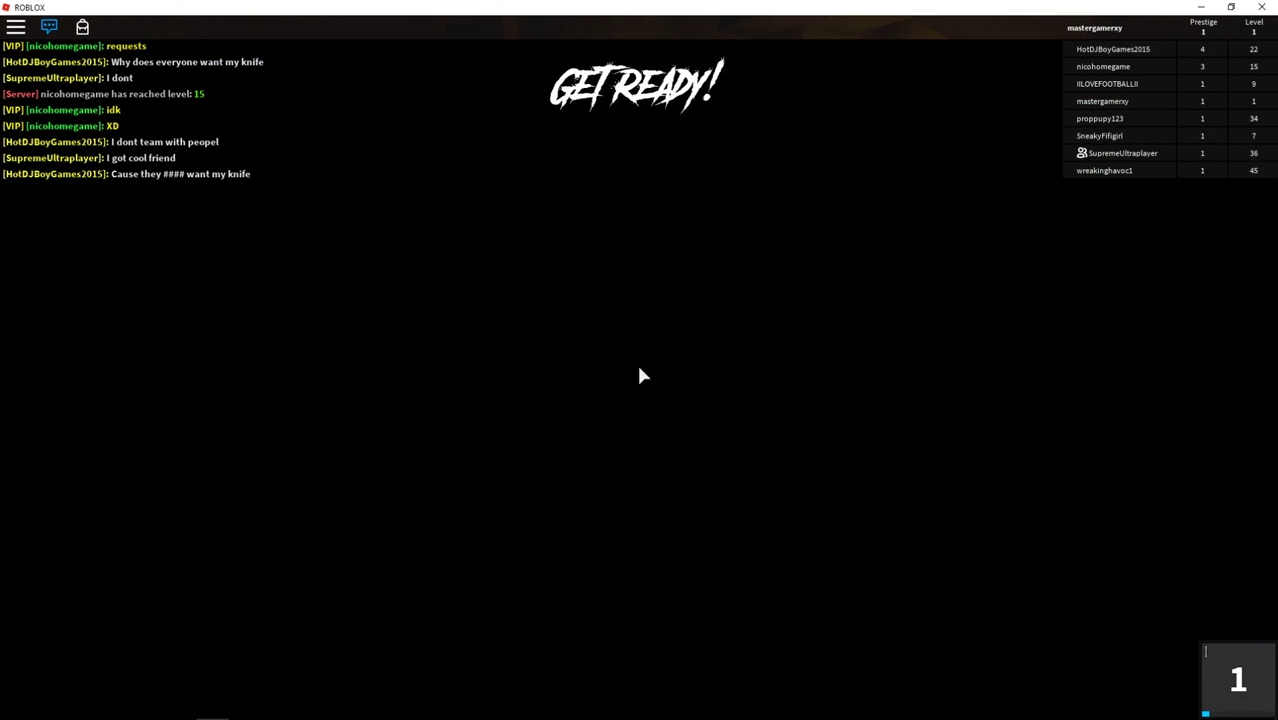 ROBLOX
mastergamerxy Prestige 1 Level 1
[VIP] [nicohomegame]: requests
[HotDJBoyGames2015]: Why does everyone want my knife
[SupremeUltraplayer]: I dont
[Server] nicohomegame has reached level: 15
[VIP] [nicohomegame]: idk
[VIP] [nicohomegame]: XD
[HotDJBoyGames2015]: I dont team with peopel
[SupremeUltraplayer]: I got cool friend
[HotDJBoyGames2015]: Cause they #### want my knife
GET READY!
HotDJBoyGames2015 4 22
nicohomegame 3 15
IILOVEFOOTBALLII 1 9
mastergamerxy 1 1
proppupy123 1 34
SneakyFifigirl 1 7
SupremeUltraplayer 1 36
wreakinghavoc1 1 45
1